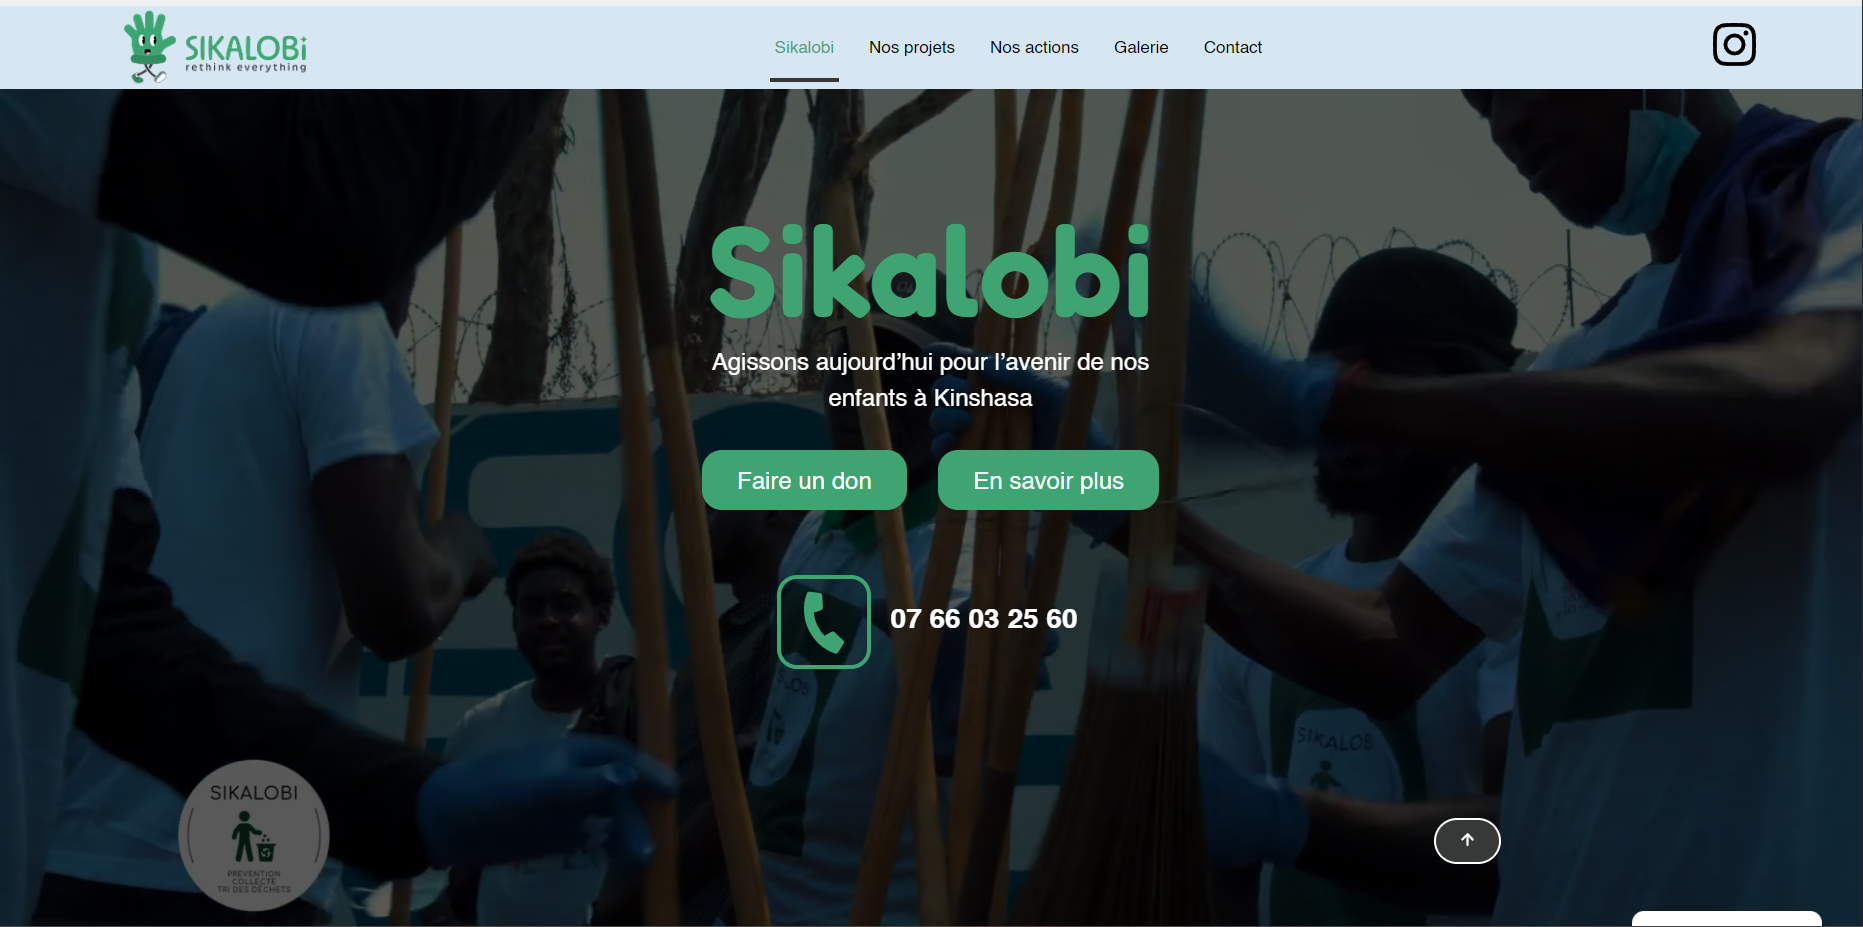 SIKALOBi
rethink everything
Sikalobi
Nos projets
Nos actions
Galerie
Contact
Sikalobi
Agissons aujourd’hui pour l’avenir de nos
enfants à Kinshasa
Faire un don
En savoir plus
07 66 03 25 60
SIKALOBI
SIKALOBI
PREVENTION
COLLECTE
TRI DES DÉCHETS